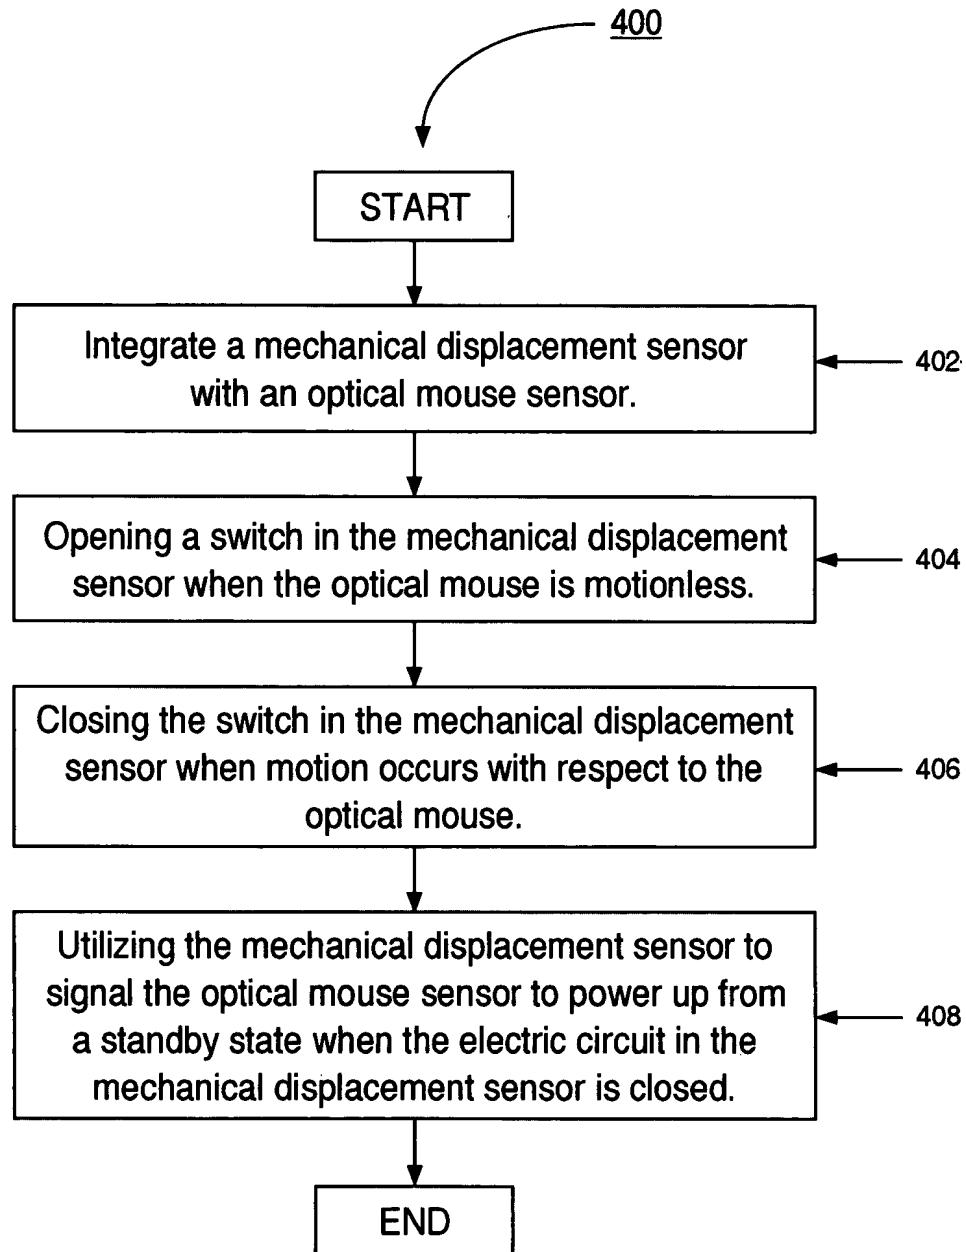 400
START
Integrate a mechanical displacement sensor
with an optical mouse sensor.
402
Opening a switch in the mechanical displacement
sensor when the optical mouse is motionless.
404
Closing the switch in the mechanical displacement
sensor when motion occurs with respect to the
optical mouse.
406
Utilizing the mechanical displacement sensor to
signal the optical mouse sensor to power up from
a standby state when the electric circuit in the
mechanical displacement sensor is closed.
408
END